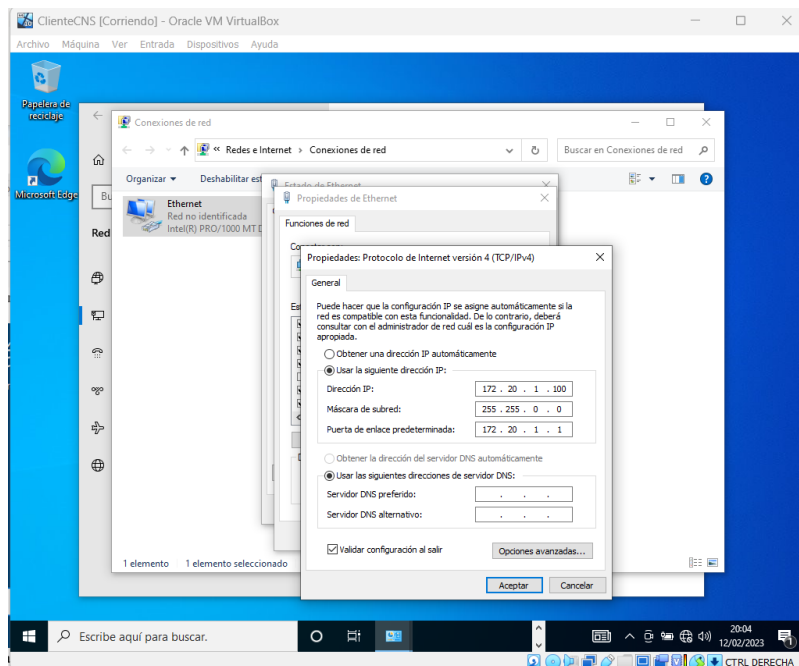 ClienteCNS [Corriendo] - Oracle VM VirtualBox
Archivo Máquina Ver Entrada Dispositivos Ayuda
Papelera de
reciclaje
Microsoft Edge
Conexiones de red
« Redes e Internet › Conexiones de red
Buscar en Conexiones de red
Organizar
Deshabilitar est
Ethernet
Red no identificada
Intel(R) PRO/1000 MT D
Bu
Red
Estado de Ethernet
Propiedades de Ethernet
Funciones de red
Propiedades: Protocolo de Internet versión 4 (TCP/IPv4)
General
Puede hacer que la configuración IP se asigne automáticamente si la
red es compatible con esta funcionalidad. De lo contrario, deberá
consultar con el administrador de red cuál es la configuración IP
apropiada.
Obtener una dirección IP automáticamente
Usar la siguiente dirección IP:
Dirección IP: 172 . 20 . 1 . 100
Máscara de subred: 255 . 255 . 0 . 0
Puerta de enlace predeterminada: 172 . 20 . 1 . 1
Obtener la dirección del servidor DNS automáticamente
Usar las siguientes direcciones de servidor DNS:
Servidor DNS preferido: . . .
Servidor DNS alternativo: . . .
Validar configuración al salir
Opciones avanzadas...
Aceptar
Cancelar
1 elemento
1 elemento seleccionado
Escribe aquí para buscar.
20:04
12/02/2023
1
CTRL DERECHA